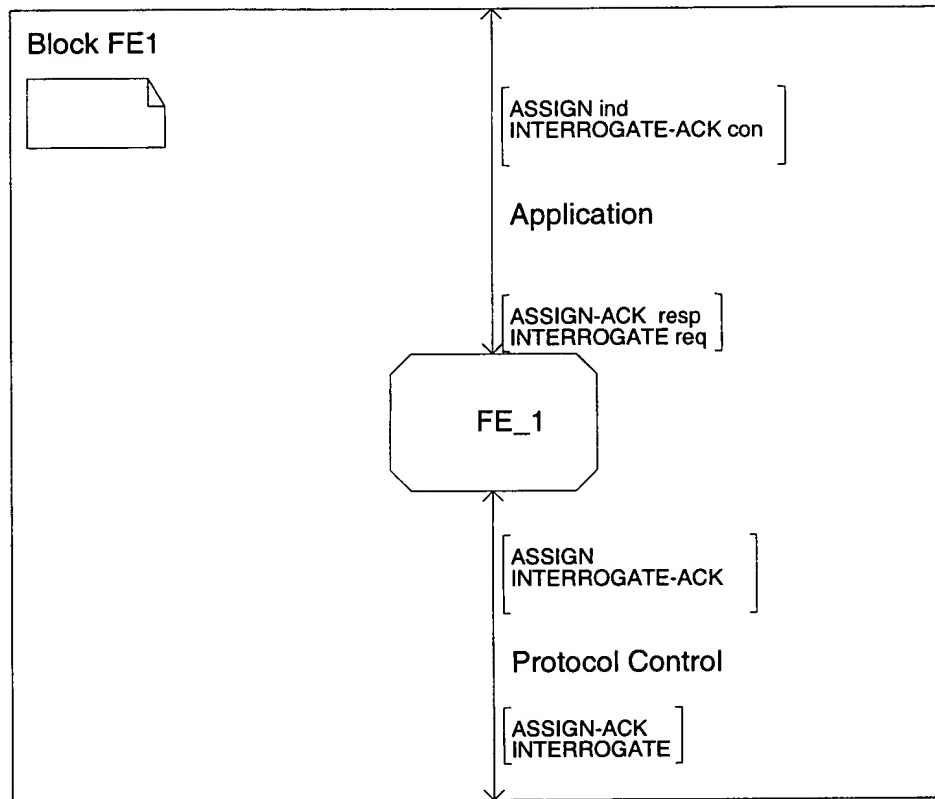 Block FE1
ASSIGN ind
INTERROGATE-ACK con
Application
ASSIGN-ACK resp
INTERROGATE req
FE_1
ASSIGN
INTERROGATE-ACK
Protocol Control
ASSIGN-ACK
INTERROGATE